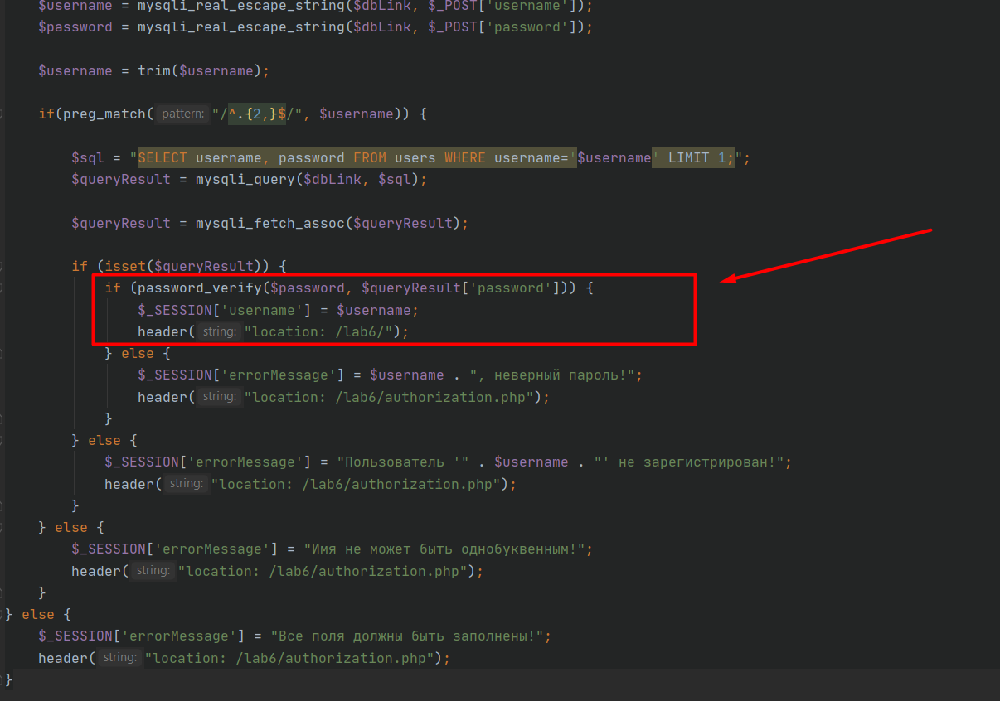 $username = mysqli_real_escape_string($dbLink, $_POST['username']);
$password = mysqli_real_escape_string($dbLink, $_POST['password']);
$username = trim($username);
if(preg_match( pattern: "/^.{2,}$/", $username)) {
$sql = "SELECT username, password FROM users WHERE username='$username' LIMIT 1;";
$queryResult = mysqli_query($dbLink, $sql);
$queryResult = mysqli_fetch_assoc($queryResult);
if (isset($queryResult)) {
if (password_verify($password, $queryResult['password'])) {
$_SESSION['username'] = $username;
header( string: "location: /lab6/");
} else {
$_SESSION['errorMessage'] = $username . ", неверный пароль!";
header( string: "location: /lab6/authorization.php");
}
} else {
$_SESSION['errorMessage'] = "Пользователь '" . $username . "' не зарегистрирован!";
header( string: "location: /lab6/authorization.php");
}
} else {
$_SESSION['errorMessage'] = "Имя не может быть однобуквенным!";
header( string: "location: /lab6/authorization.php");
}
} else {
$_SESSION['errorMessage'] = "Все поля должны быть заполнены!";
header( string: "location: /lab6/authorization.php");
}